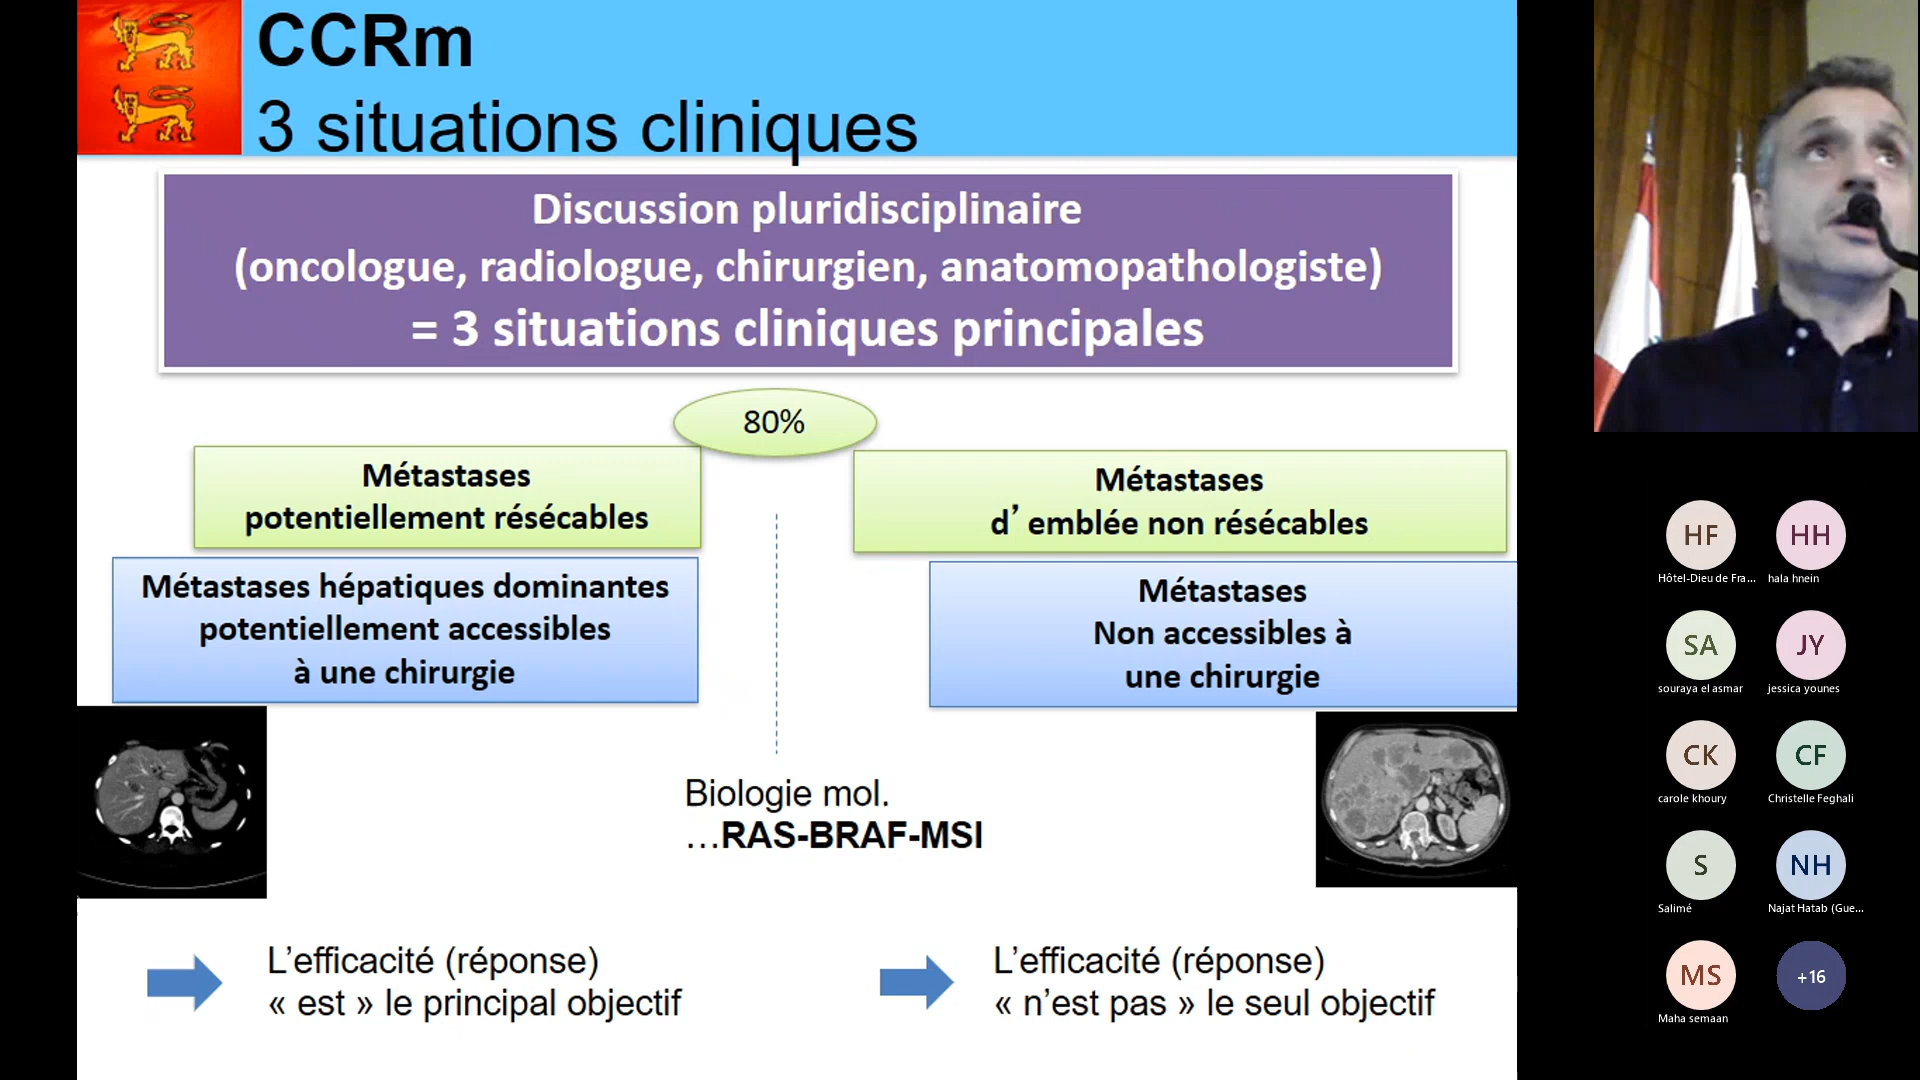 CCRm
3 situations cliniques
Discussion pluridisciplinaire
(oncologue, radiologue, chirurgien, anatomopathologiste)
= 3 situations cliniques principales
80%
Métastases
potentiellement résécables
Métastases
d’ emblée non résécables
Métastases hépatiques dominantes
potentiellement accessibles
à une chirurgie
Métastases
Non accessibles à
une chirurgie
Biologie mol.
…RAS-BRAF-MSI
L’efficacité (réponse)
« est » le principal objectif
L’efficacité (réponse)
« n’est pas » le seul objectif
HF
Hôtel-Dieu de Fra...
HH
hala hnein
SA
souraya el asmar
JY
jessica younes
CK
carole khoury
CF
Christelle Feghali
S
Salimé
NH
Najat Hatab (Gue...
MS
Maha semaan
+16